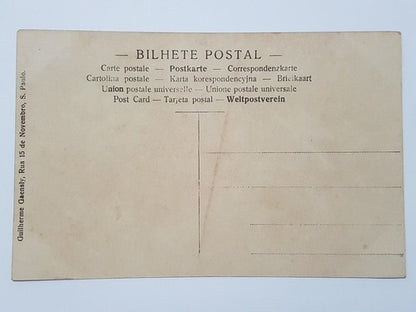 — BILHETE POSTAL —
Carte postale — Postkarte — Correspondenzkarte
Cartolina postale — Karta korespondencyjna — Briefkaart
Union postale universelle — Unione postale universale
Post Card — Tarjeta postal — Weltpostverein
Guilherme Gaensly, Rua 15 de Novembro, S. Paulo.